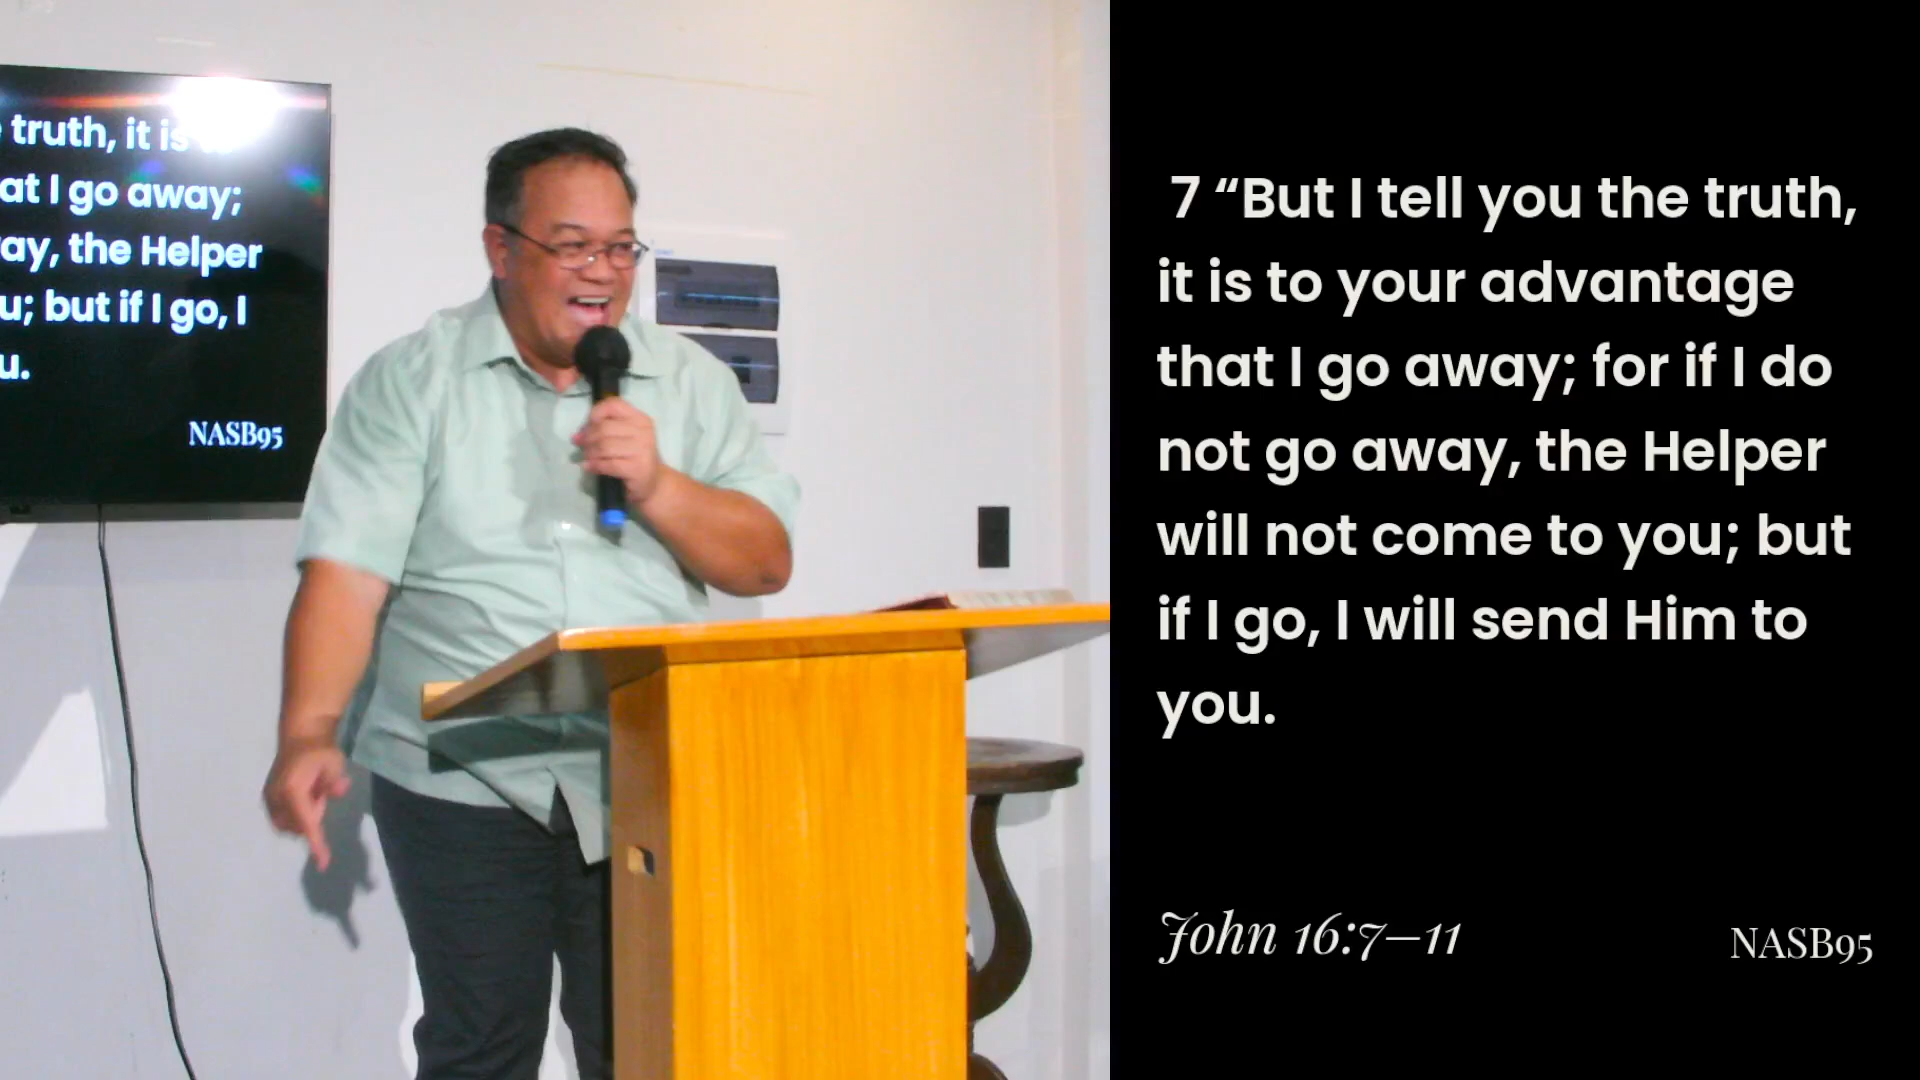 truth, it is
at I go away;
ay, the Helper
u; but if I go, I
u.
NASB95
7 “But I tell you the truth,
it is to your advantage
that I go away; for if I do
not go away, the Helper
will not come to you; but
if I go, I will send Him to
you.
John 16:7–11
NASB95